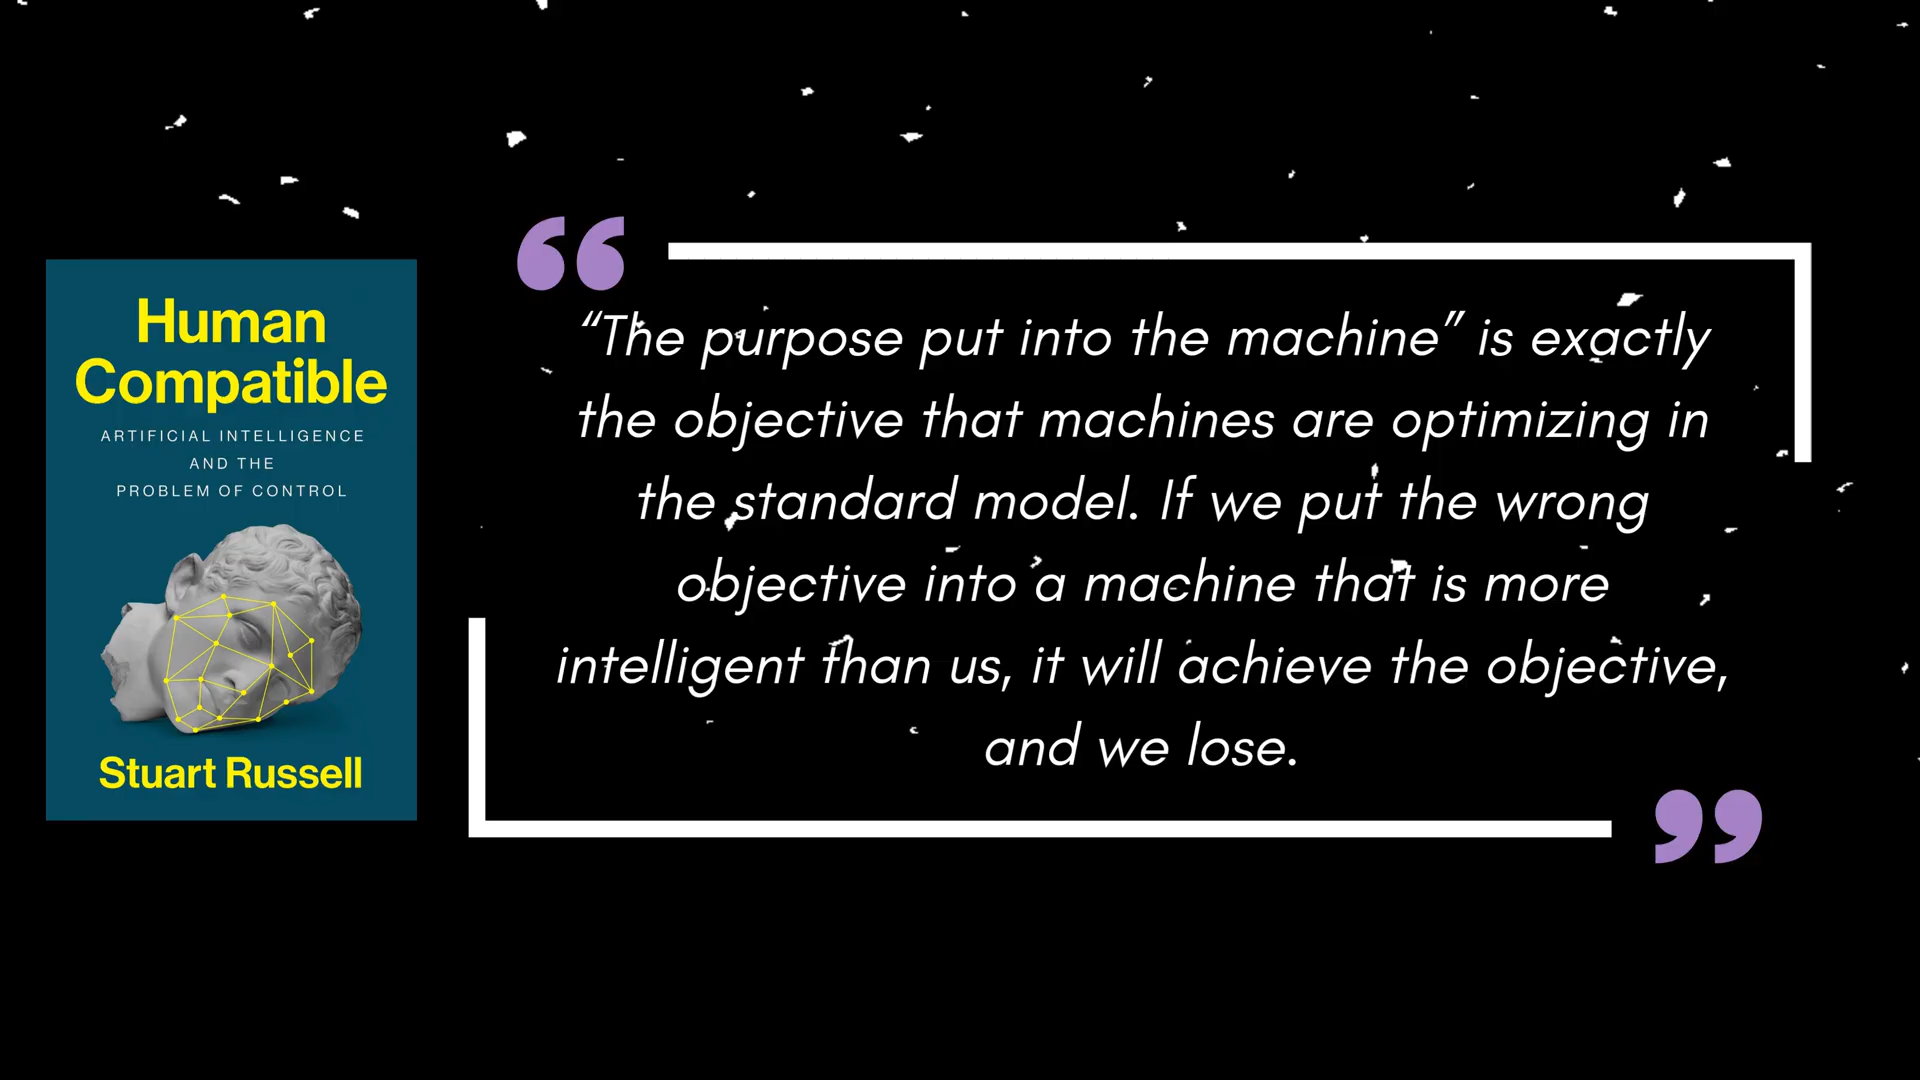 Human
Compatible
ARTIFICIAL INTELLIGENCE
AND THE
PROBLEM OF CONTROL
Stuart Russell
“
“The purpose put into the machine” is exactly
the objective that machines are optimizing in
the standard model. If we put the wrong
objective into a machine that is more
intelligent than us, it will achieve the objective,
and we lose.
”